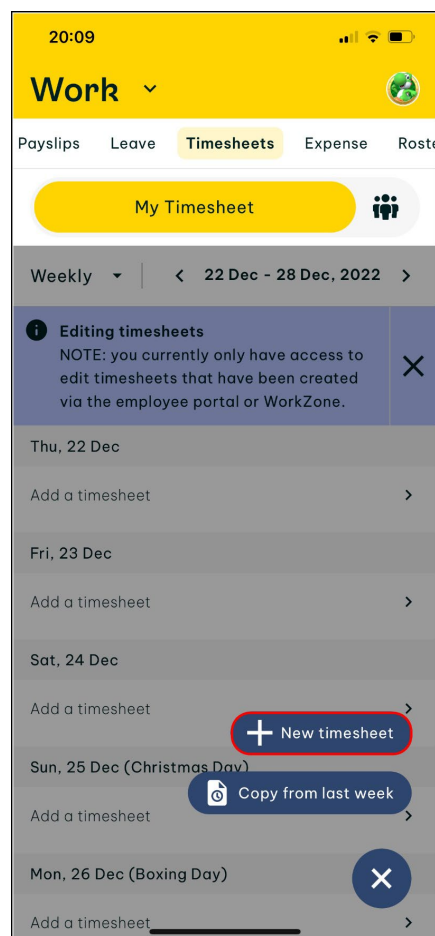 20:09
Work
Payslips Leave Timesheets Expense Roste
My Timesheet
Weekly 22 Dec - 28 Dec, 2022
Editing timesheets
NOTE: you currently only have access to
edit timesheets that have been created
via the employee portal or WorkZone.
Thu, 22 Dec
Add a timesheet
Fri, 23 Dec
Add a timesheet
Sat, 24 Dec
Add a timesheet
New timesheet
Sun, 25 Dec (Christmas Day)
Copy from last week
Add a timesheet
Mon, 26 Dec (Boxing Day)
Add a timesheet